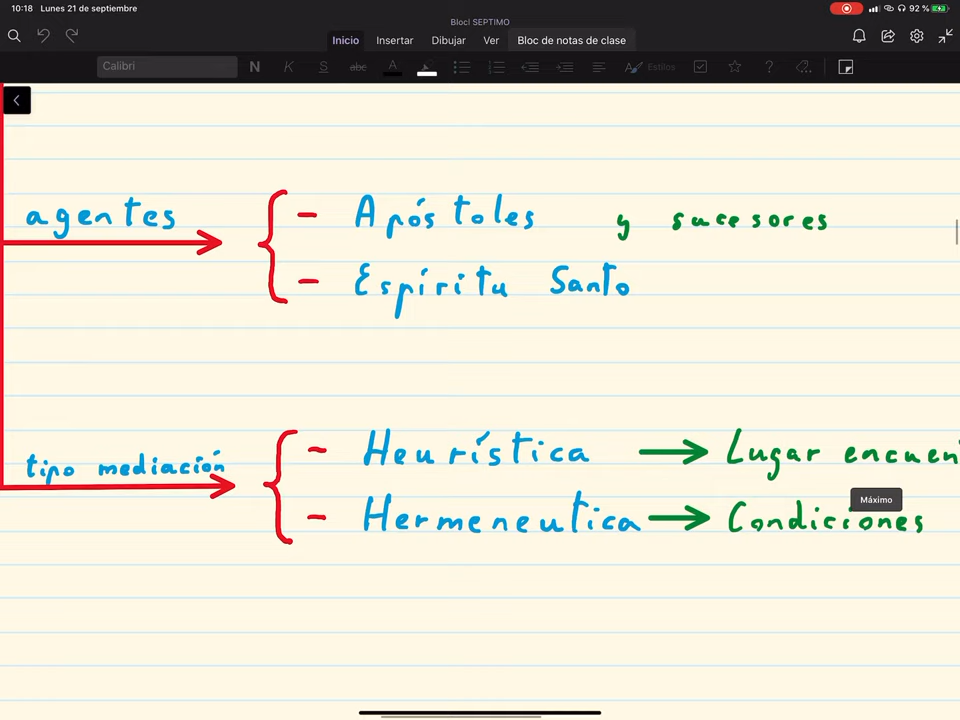 10:18 Lunes 21 de septiembre
92 %
Bloci SEPTIMO
Inicio Insertar Dibujar Ver Bloc de notas de clase
Calibri N K S abc A Estilos
agentes
- Apóstoles y sucesores
- Espíritu Santo
tipo mediación
- Heurística → Lugar encuen
Máximo
- Hermeneutica → Condiciones